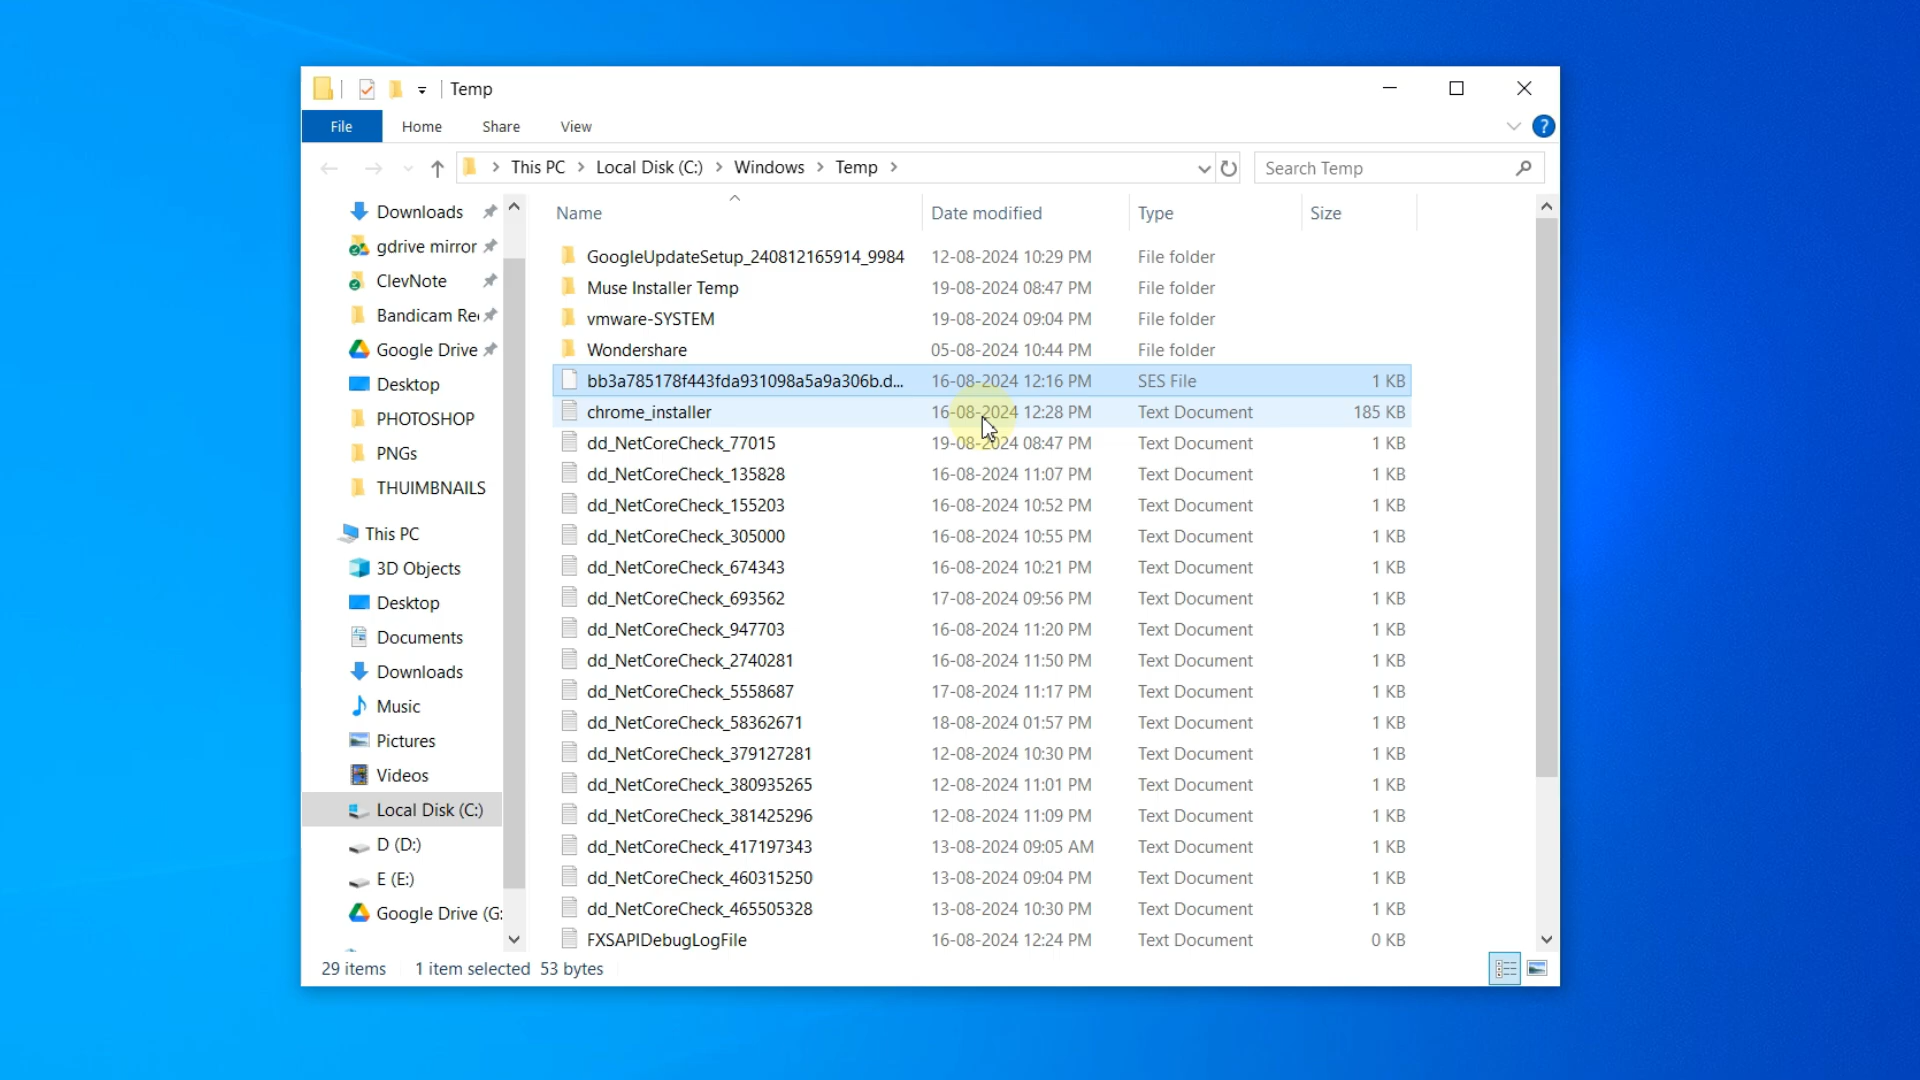 Temp
File Home Share View
This PC Local Disk (C:) Windows Temp
Search Temp
Downloads
gdrive mirror
ClevNote
Bandicam Re
Google Drive
Desktop
PHOTOSHOP
PNGs
THUIMBNAILS
This PC
3D Objects
Desktop
Documents
Downloads
Music
Pictures
Videos
Local Disk (C:)
D (D:)
E (E:)
Google Drive (G:
Name Date modified Type Size
GoogleUpdateSetup_240812165914_9984 12-08-2024 10:29 PM File folder
Muse Installer Temp 19-08-2024 08:47 PM File folder
vmware-SYSTEM 19-08-2024 09:04 PM File folder
Wondershare 05-08-2024 10:44 PM File folder
bb3a785178f443fda931098a5a9a306b.d... 16-08-2024 12:16 PM SES File 1 KB
chrome_installer 16-08-2024 12:28 PM Text Document 185 KB
dd_NetCoreCheck_77015 19-08-2024 08:47 PM Text Document 1 KB
dd_NetCoreCheck_135828 16-08-2024 11:07 PM Text Document 1 KB
dd_NetCoreCheck_155203 16-08-2024 10:52 PM Text Document 1 KB
dd_NetCoreCheck_305000 16-08-2024 10:55 PM Text Document 1 KB
dd_NetCoreCheck_674343 16-08-2024 10:21 PM Text Document 1 KB
dd_NetCoreCheck_693562 17-08-2024 09:56 PM Text Document 1 KB
dd_NetCoreCheck_947703 16-08-2024 11:20 PM Text Document 1 KB
dd_NetCoreCheck_2740281 16-08-2024 11:50 PM Text Document 1 KB
dd_NetCoreCheck_5558687 17-08-2024 11:17 PM Text Document 1 KB
dd_NetCoreCheck_58362671 18-08-2024 01:57 PM Text Document 1 KB
dd_NetCoreCheck_379127281 12-08-2024 10:30 PM Text Document 1 KB
dd_NetCoreCheck_380935265 12-08-2024 11:01 PM Text Document 1 KB
dd_NetCoreCheck_381425296 12-08-2024 11:09 PM Text Document 1 KB
dd_NetCoreCheck_417197343 13-08-2024 09:05 AM Text Document 1 KB
dd_NetCoreCheck_460315250 13-08-2024 09:04 PM Text Document 1 KB
dd_NetCoreCheck_465505328 13-08-2024 10:30 PM Text Document 1 KB
FXSAPIDebugLogFile 16-08-2024 12:24 PM Text Document 0 KB
29 items 1 item selected 53 bytes